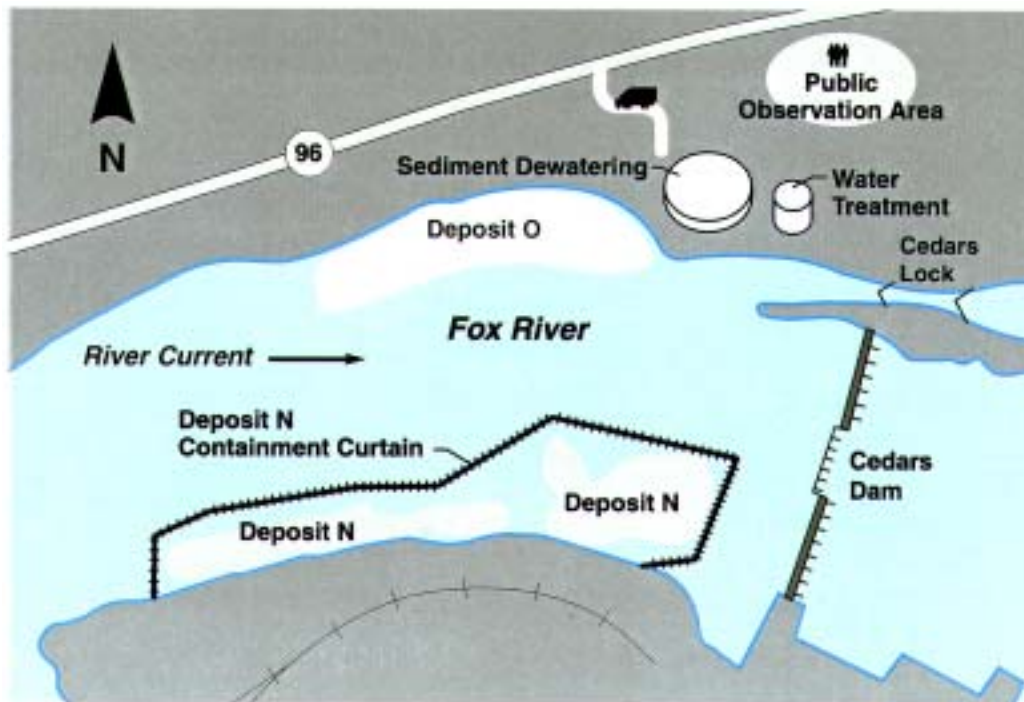 Public
Observation Area
N
96
Sediment Dewatering
Water
Treatment
Deposit O
Cedars
Lock
Fox River
River Current
Deposit N
Containment Curtain
Cedars
Dam
Deposit N
Deposit N